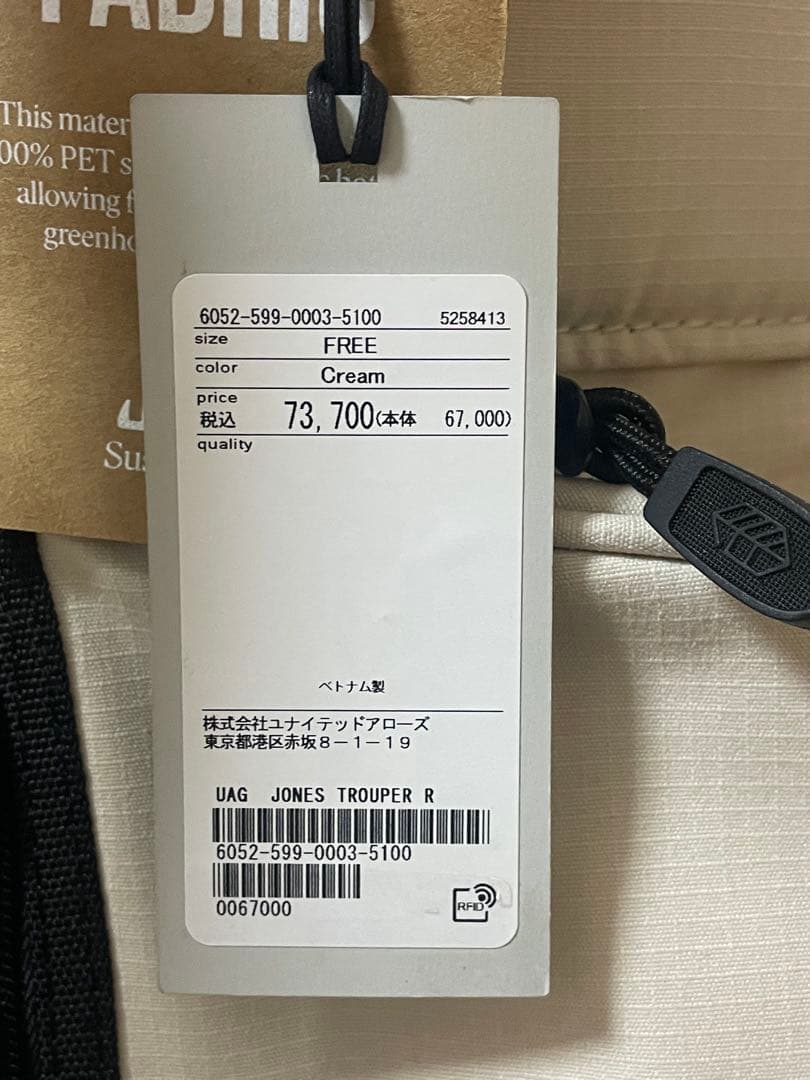 FABRIC
This mater
00% PET s
allowing f
greenho
Sus
6052-599-0003-5100 5258413
size FREE
color Cream
price
税込 73,700(本体 67,000)
quality
ベトナム製
株式会社ユナイテッドアローズ
東京都港区赤坂8-1-19
UAG JONES TROUPER R
6052-599-0003-5100
0067000
RFID